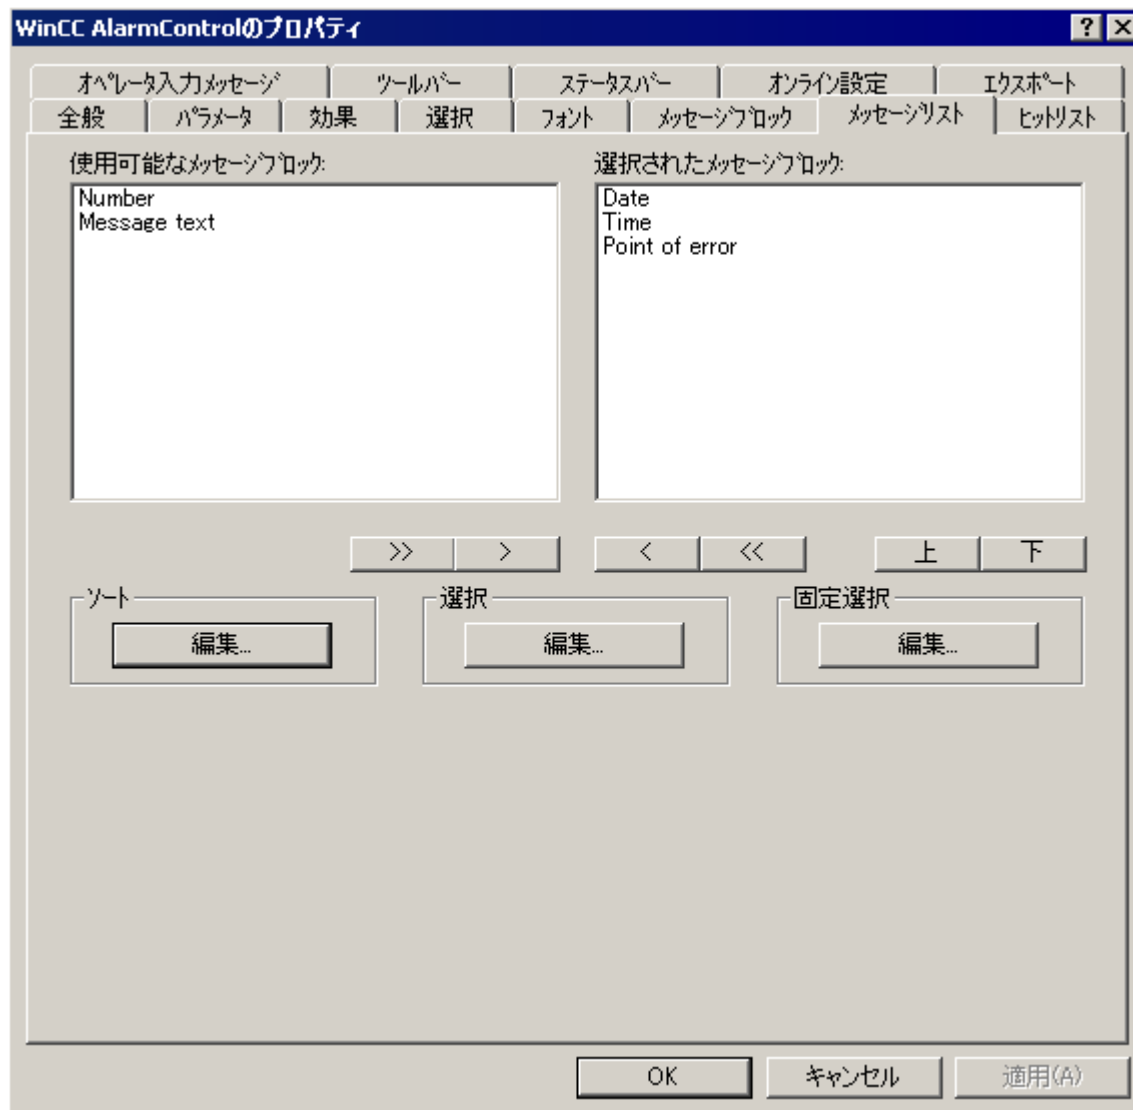 WinCC AlarmControlのプロパティ
オペレータ入力メッセージ ツールバー ステータスバー オンライン設定 エクスポート
全般 パラメータ 効果 選択 フォント メッセージブロック メッセージリスト ヒットリスト
使用可能なメッセージブロック: 選択されたメッセージブロック:
Number Date
Message text Time
Point of error
>> > < << 上 下
ソート 選択 固定選択
編集... 編集... 編集...
OK キャンセル 適用(A)